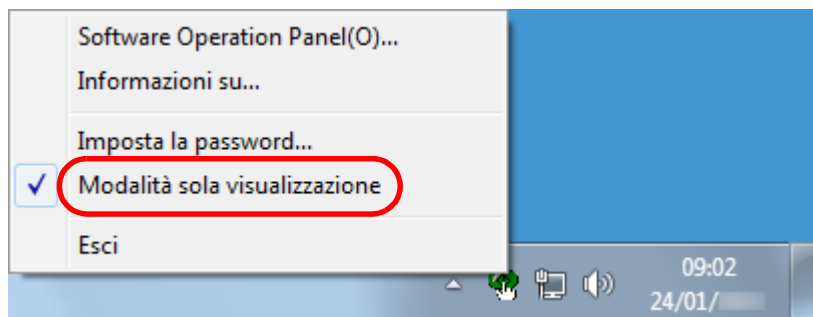 Software Operation Panel(O)...
Informazioni su...
Imposta la password...
Modalità sola visualizzazione
Esci
09:02
24/01/